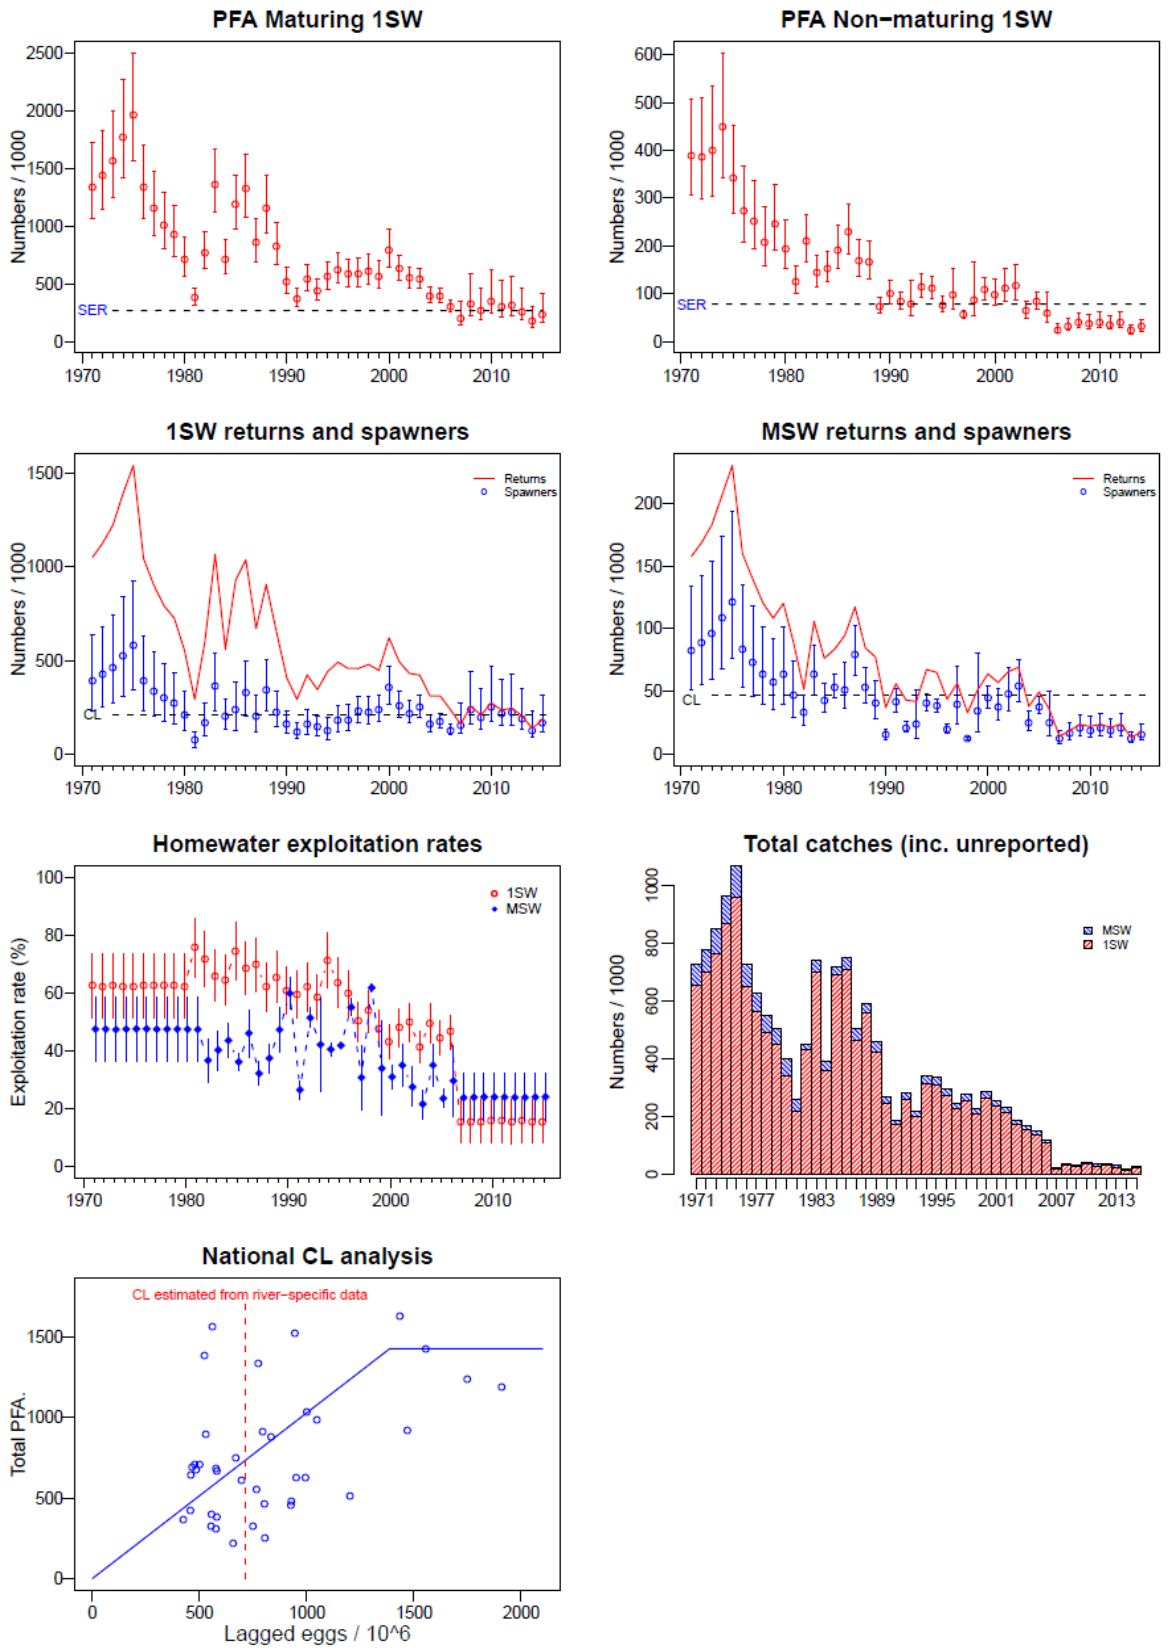 PFA Maturing 1SW
Numbers / 1000
2500
2000
1500
1000
500
0
SER
1970 1980 1990 2000 2010
PFA Non−maturing 1SW
Numbers / 1000
600
500
400
300
200
100
0
SER
1970 1980 1990 2000 2010
1SW returns and spawners
Numbers / 1000
1500
1000
500
0
CL
Returns
Spawners
1970 1980 1990 2000 2010
MSW returns and spawners
Numbers / 1000
200
150
100
50
0
CL
Returns
Spawners
1970 1980 1990 2000 2010
Homewater exploitation rates
Exploitation rate (%)
100
80
60
40
20
0
1SW
MSW
1970 1980 1990 2000 2010
Total catches (inc. unreported)
Numbers / 1000
1000
800
600
400
200
0
MSW
1SW
1971 1977 1983 1989 1995 2001 2007 2013
National CL analysis
CL estimated from river−specific data
Total PFA.
1500
1000
500
0
0 500 1000 1500 2000
Lagged eggs / 10^6